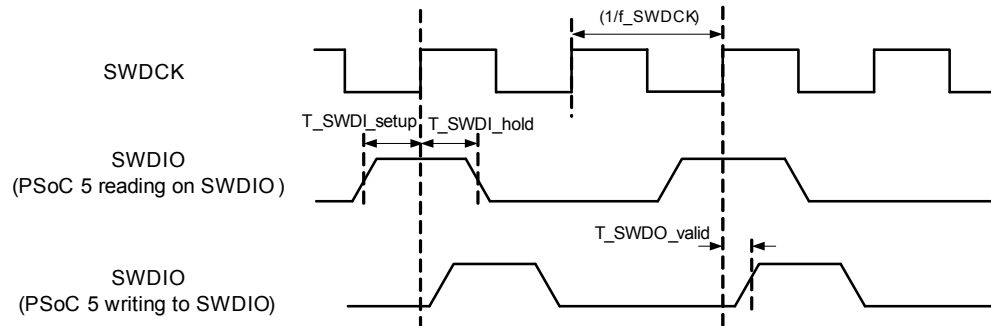 (1/f_SWDCK)
SWDCK
T_SWDI_setup
T_SWDI_hold
SWDIO
(PSoC 5 reading on SWDIO)
T_SWDO_valid
SWDIO
(PSoC 5 writing to SWDIO)